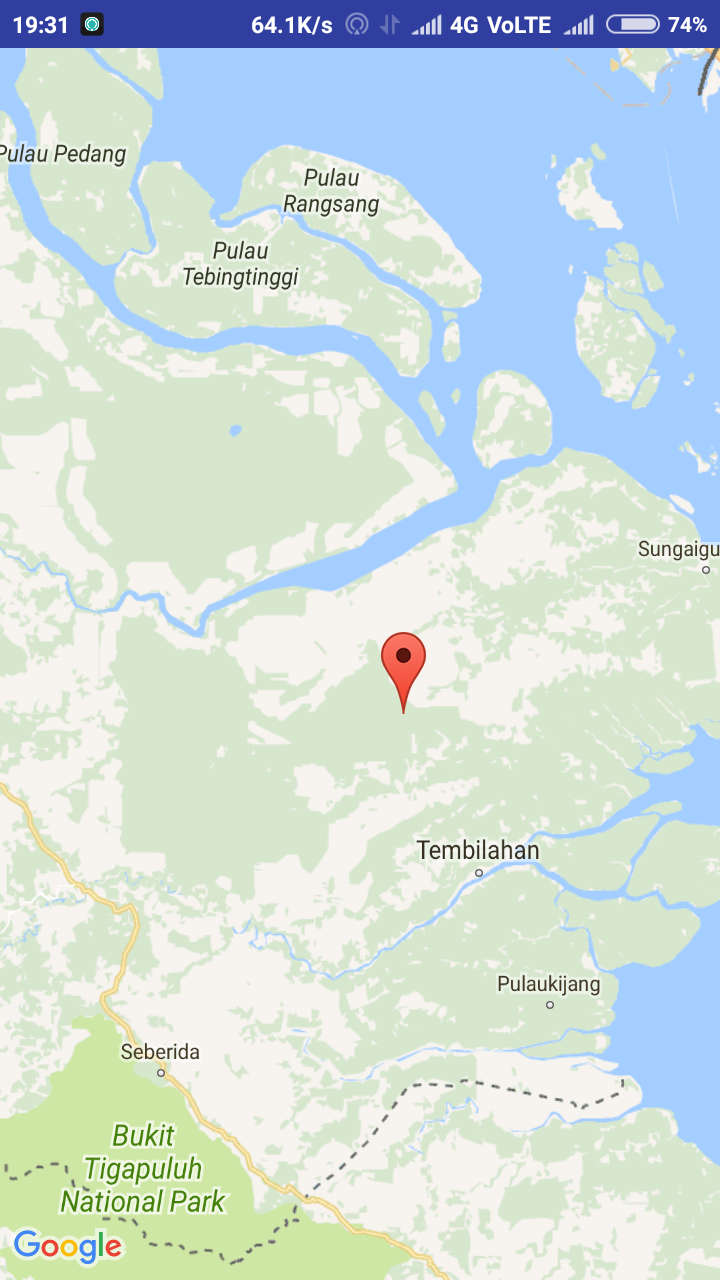 19:31 64.1K/s 4G VoLTE 74%
Pulau Pedang
Pulau
Rangsang
Pulau
Tebingtinggi
Sungaigu
Tembilahan
Pulaukijang
Seberida
Bukit
Tigapuluh
National Park
Google